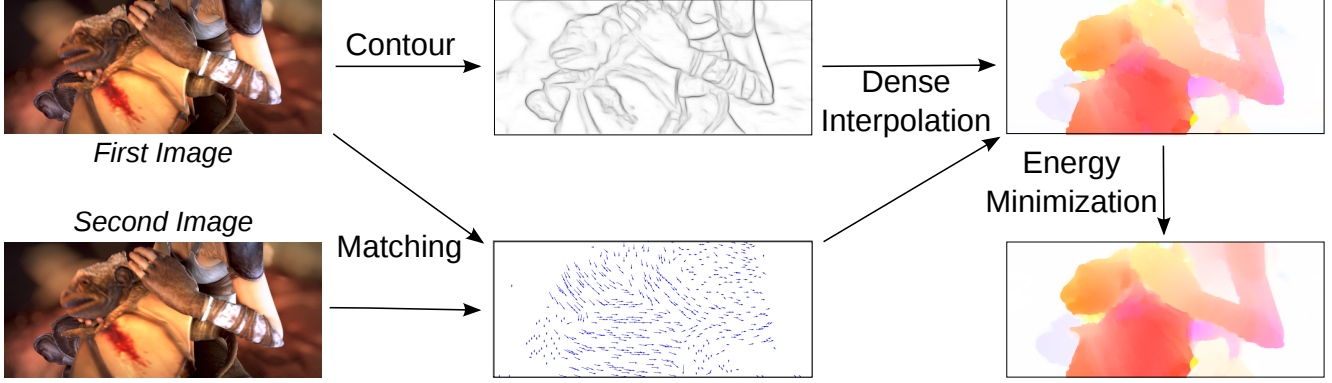 Contour
Dense
Interpolation
First Image
Energy
Minimization
Second Image
Matching